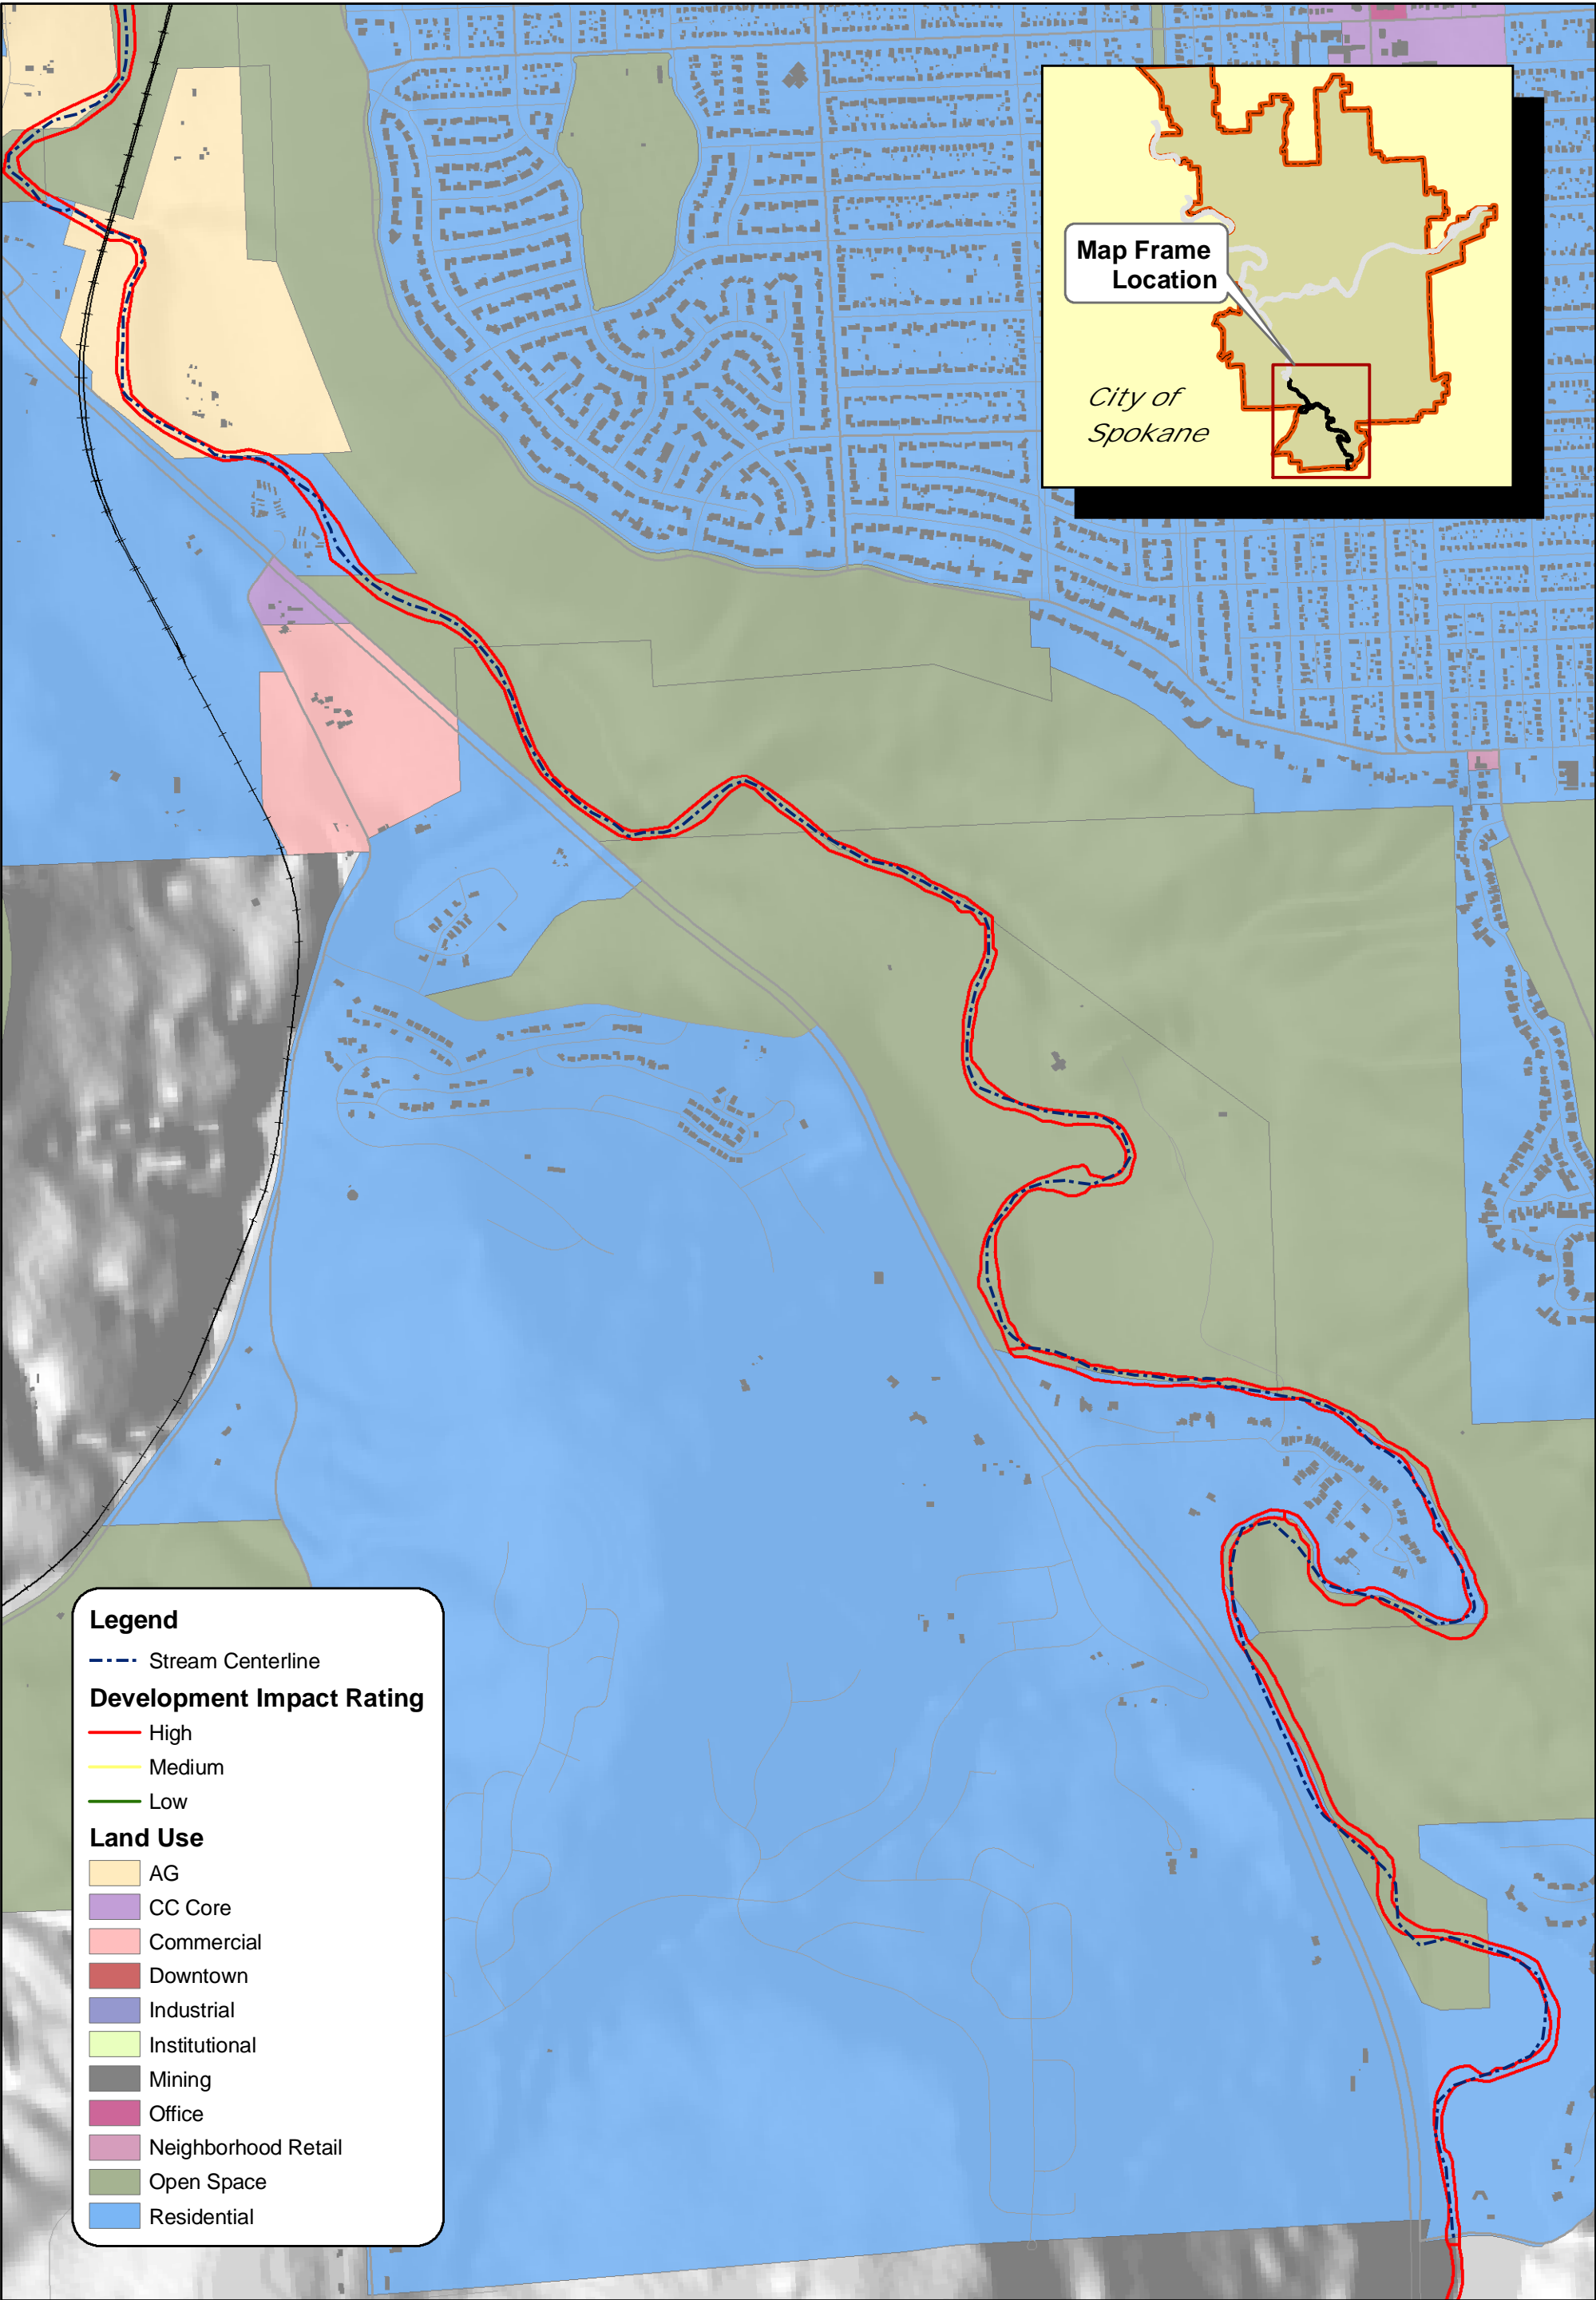 Map Frame
Location
City of
Spokane
Legend
Stream Centerline
Development Impact Rating
High
Medium
Low
Land Use
AG
CC Core
Commercial
Downtown
Industrial
Institutional
Mining
Office
Neighborhood Retail
Open Space
Residential